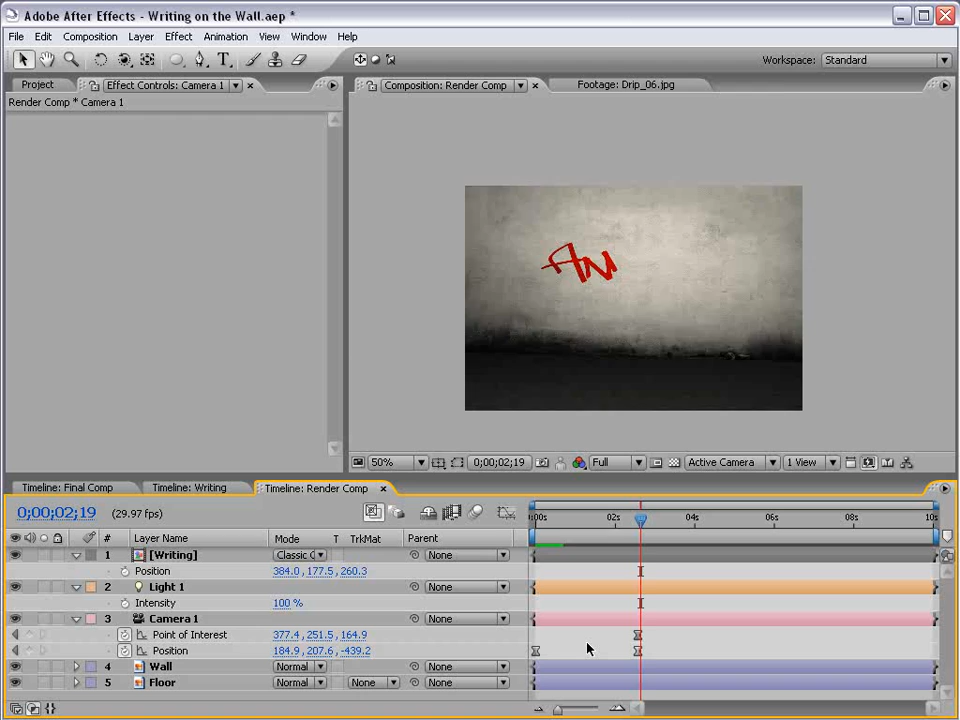 Adobe After Effects - Writing on the Wall.aep *
File Edit Composition Layer Effect Animation View Window Help
Workspace: Standard
Project Effect Controls: Camera 1 Composition: Render Comp Footage: Drip_06.jpg
Render Comp * Camera 1
AN
50% 0;00;02;19 Full Active Camera 1 View
Timeline: Final Comp Timeline: Writing Timeline: Render Comp
0;00;02;19 (29.97 fps)
:00s 02s 04s 06s 08s 10s
# Layer Name Mode T TrkMat Parent
1 [Writing] Classic C None
Position 384.0, 177.5, 260.3
2 Light 1 None
Intensity 100 %
3 Camera 1 None
Point of Interest 377.4, 251.5, 164.9
Position 184.9, 207.6, -439.2
4 Wall Normal None
5 Floor Normal None None